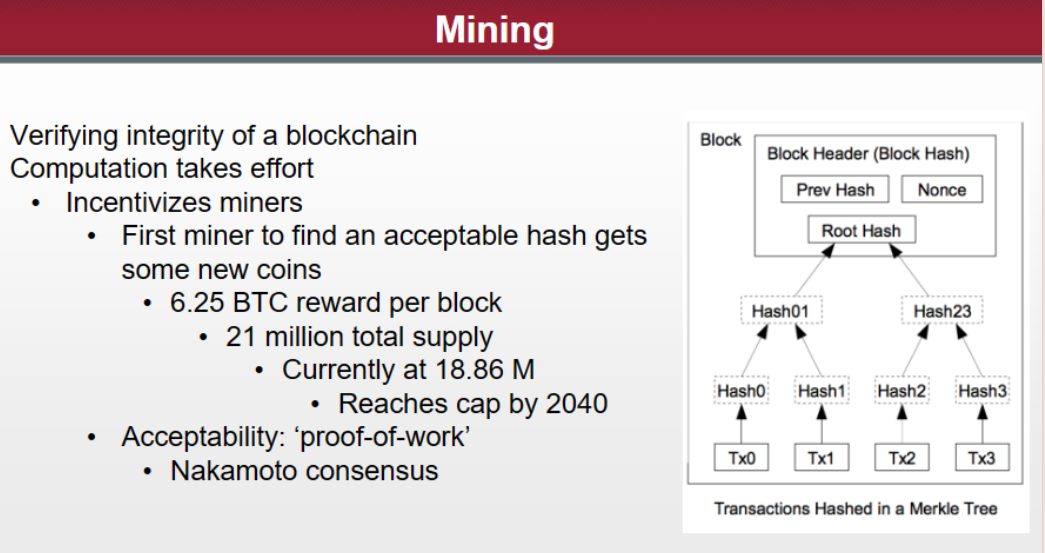 Mining
Verifying integrity of a blockchain
Computation takes effort
• Incentivizes miners
• First miner to find an acceptable hash gets
some new coins
• 6.25 BTC reward per block
• 21 million total supply
• Currently at 18.86 M
• Reaches cap by 2040
• Acceptability: ‘proof-of-work’
• Nakamoto consensus
Block
Block Header (Block Hash)
Prev Hash Nonce
Root Hash
Hash01 Hash23
Hash0 Hash1 Hash2 Hash3
Tx0 Tx1 Tx2 Tx3
Transactions Hashed in a Merkle Tree